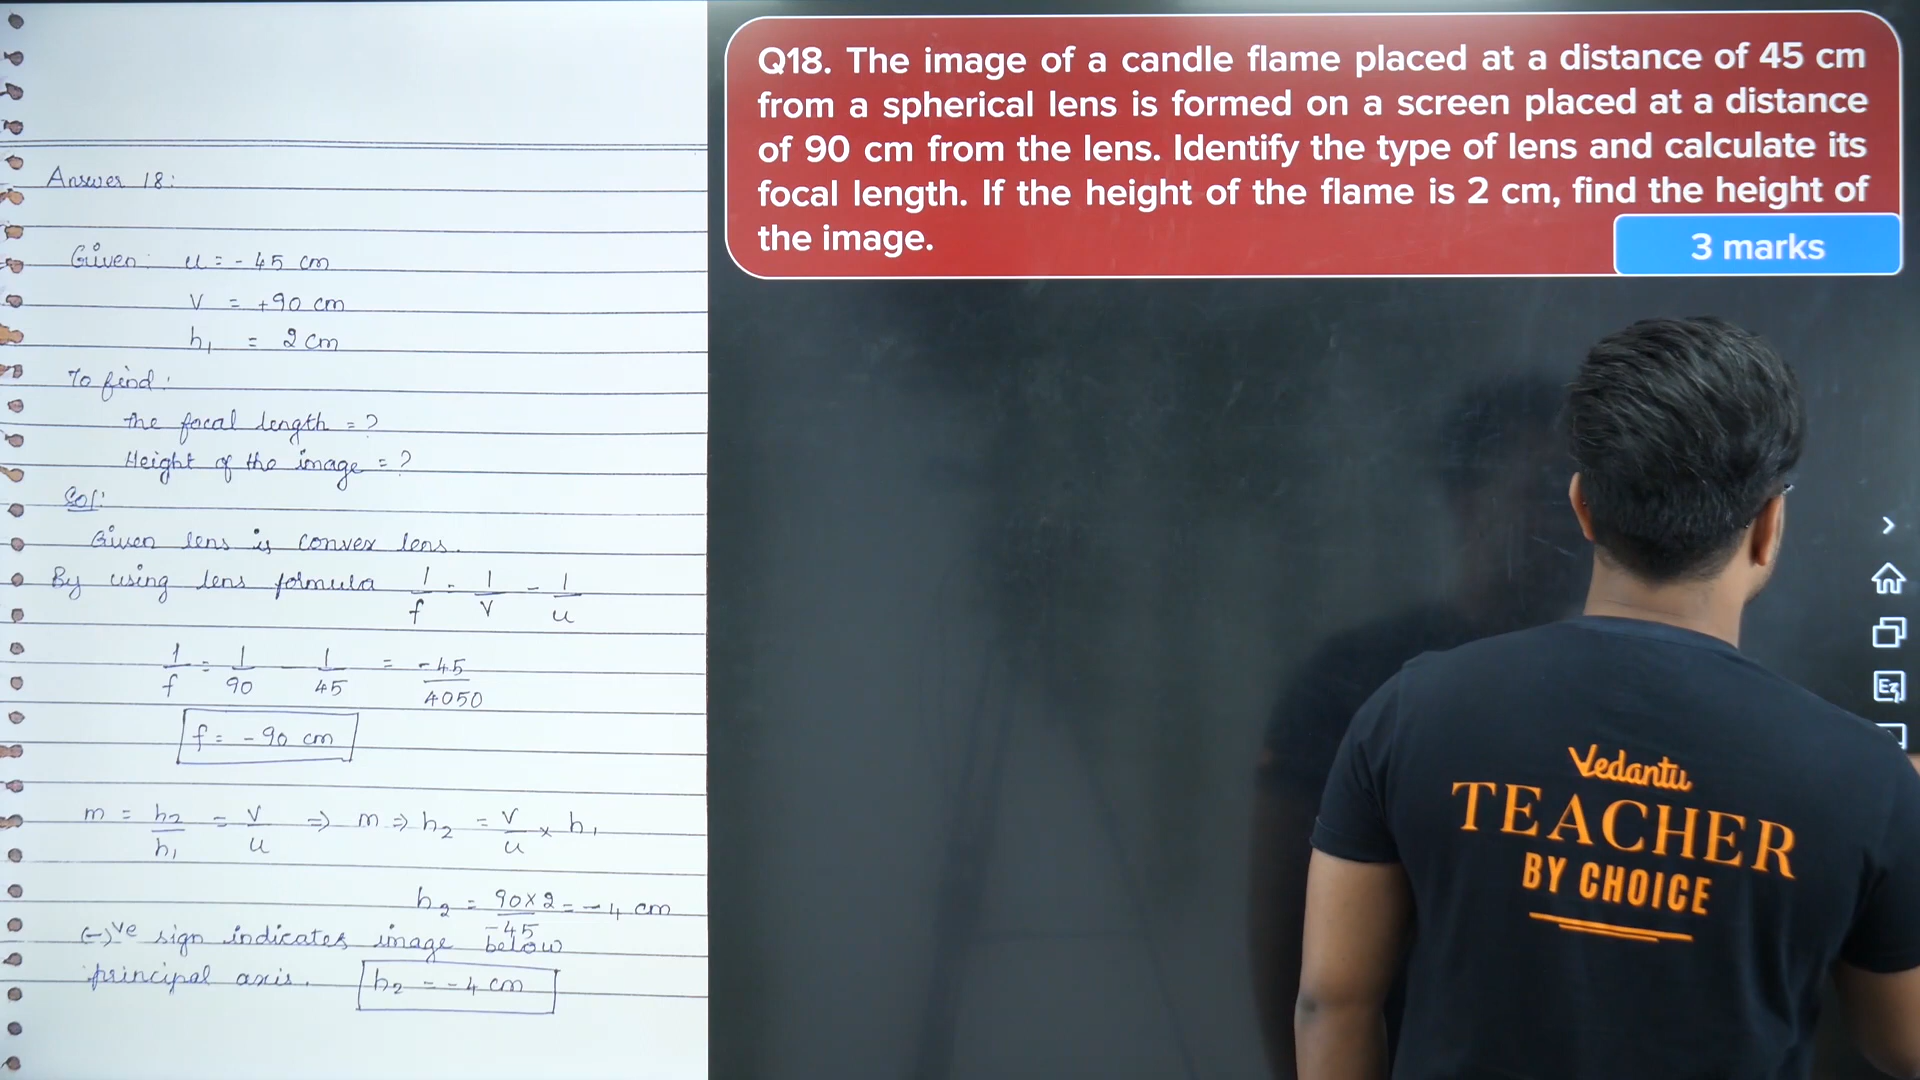 Answer 18:
Given: u = - 45 cm
v = +90 cm
h₁ = 2 cm
To find:
the focal length = ?
Height of the image = ?
Sol:
Given lens is convex lens.
By using lens formula 1/f = 1/v - 1/u
1/f = 1/90 - 1/45 = -45/4050
f = - 90 cm
m = h₂/h₁ = v/u ⇒ m ⇒ h₂ = v/u × h₁
h₂ = 90×2/-45 = - 4 cm
(-)ve sign indicates image below
principal axis.
h₂ = - 4 cm
Q18. The image of a candle flame placed at a distance of 45 cm
from a spherical lens is formed on a screen placed at a distance
of 90 cm from the lens. Identify the type of lens and calculate its
focal length. If the height of the flame is 2 cm, find the height of
the image.
3 marks
Vedantu
TEACHER
BY CHOICE